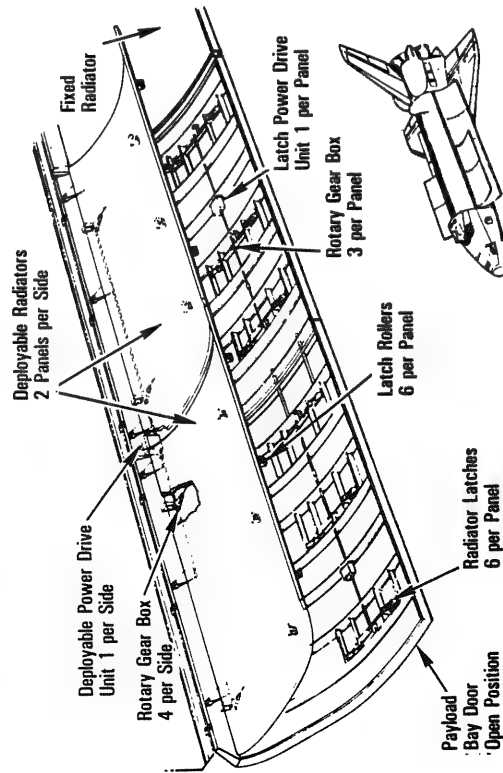 Fixed
Radiator
Deployable Radiators
2 Panels per Side
Latch Power Drive
Unit 1 per Panel
Deployable Power Drive
Unit 1 per Side
Rotary Gear Box
3 per Panel
Rotary Gear Box
4 per Side
Latch Rollers
6 per Panel
Radiator Latches
6 per Panel
Payload
Bay Door
Open Position